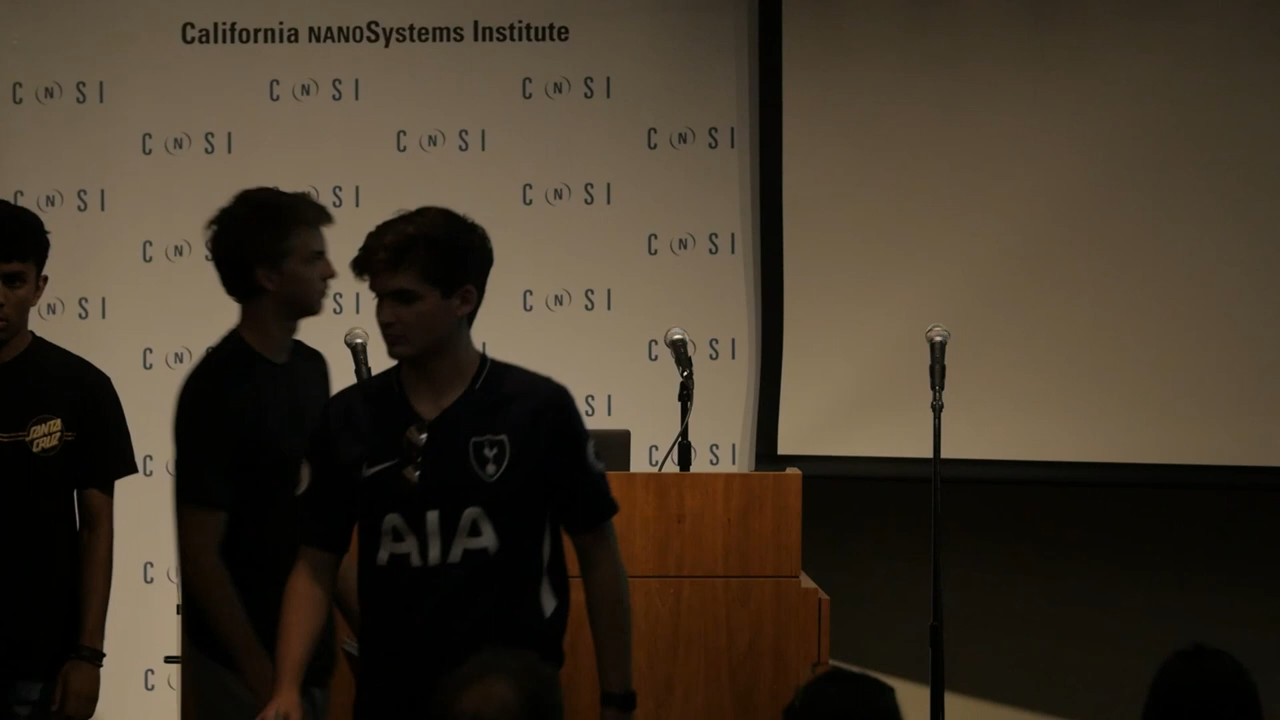 California NANOSystems Institute
C N S I C N S I C N S I
C N S I C N S I C N S I
C N S I S I C N S I
C N C N S I
N S I S I C N S I
C N C S I
S I
C C N S I
C
C
SANTA
CRUZ
AIA